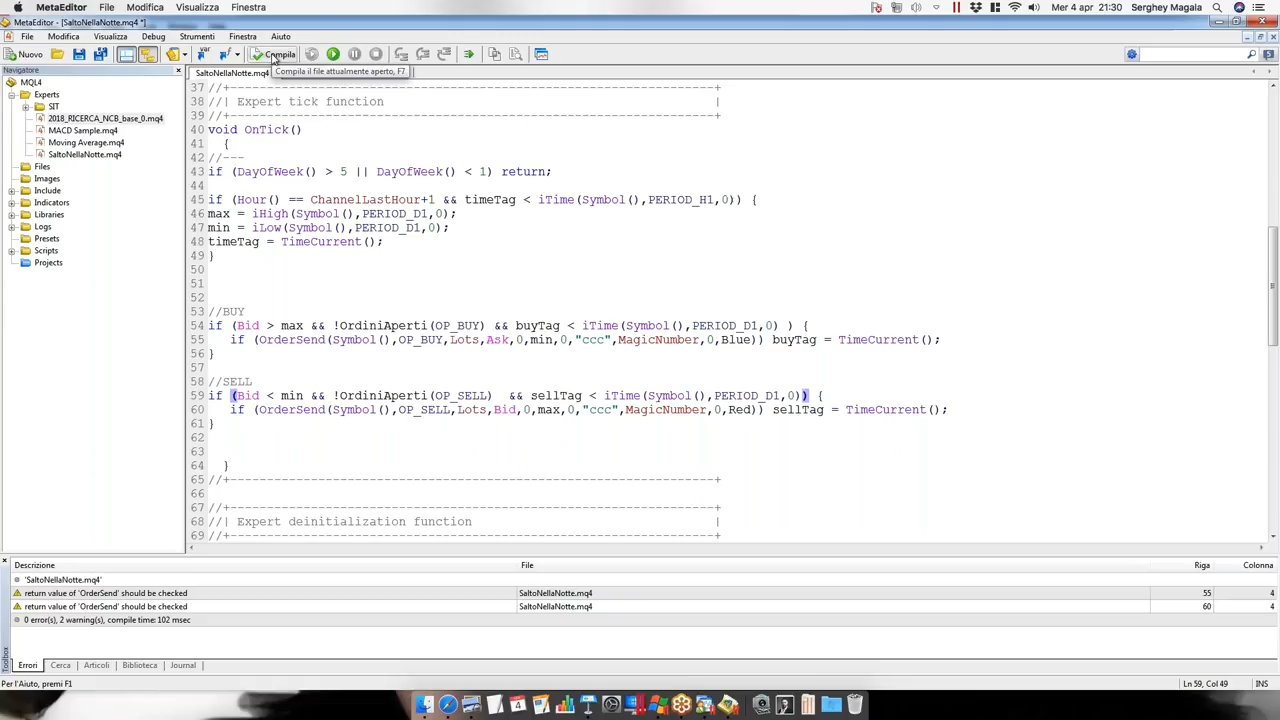 MetaEditor File Modifica Visualizza Finestra Mer 4 apr 21:30 Serghey Magala
MetaEditor - [SaltoNellaNotte.mq4 *]
File Modifica Visualizza Debug Strumenti Finestra Aiuto
Nuovo var f Compila
Navigatore
SaltoNellaNotte.mq4
Compila il file attualmente aperto, F7
MQL4
Experts
SIT
2018_RICERCA_NCB_base_0.mq4
MACD Sample.mq4
Moving Average.mq4
SaltoNellaNotte.mq4
Files
Images
Include
Indicators
Libraries
Logs
Presets
Scripts
Projects
37 //+------------------------------------------------------------------+
38 //| Expert tick function |
39 //+------------------------------------------------------------------+
40 void OnTick()
41 {
42 //---
43 if (DayOfWeek() > 5 || DayOfWeek() < 1) return;
44
45 if (Hour() == ChannelLastHour+1 && timeTag < iTime(Symbol(),PERIOD_H1,0)) {
46 max = iHigh(Symbol(),PERIOD_D1,0);
47 min = iLow(Symbol(),PERIOD_D1,0);
48 timeTag = TimeCurrent();
49 }
50
51
52
53 //BUY
54 if (Bid > max && !OrdiniAperti(OP_BUY) && buyTag < iTime(Symbol(),PERIOD_D1,0) ) {
55 if (OrderSend(Symbol(),OP_BUY,Lots,Ask,0,min,0,"ccc",MagicNumber,0,Blue)) buyTag = TimeCurrent();
56 }
57
58 //SELL
59 if (Bid < min && !OrdiniAperti(OP_SELL) && sellTag < iTime(Symbol(),PERIOD_D1,0)) {
60 if (OrderSend(Symbol(),OP_SELL,Lots,Bid,0,max,0,"ccc",MagicNumber,0,Red)) sellTag = TimeCurrent();
61 }
62
63
64 }
65 //+------------------------------------------------------------------+
66
67 //+------------------------------------------------------------------+
68 //| Expert deinitialization function |
69 //+------------------------------------------------------------------+
Descrizione File Riga Colonna
'SaltoNellaNotte.mq4'
return value of 'OrderSend' should be checked SaltoNellaNotte.mq4 55 4
return value of 'OrderSend' should be checked SaltoNellaNotte.mq4 60 4
0 error(s), 2 warning(s), compile time: 102 msec
Toolbox
Errori Cerca Articoli Biblioteca Journal
Per l'Aiuto, premi F1 Ln 59, Col 49 INS